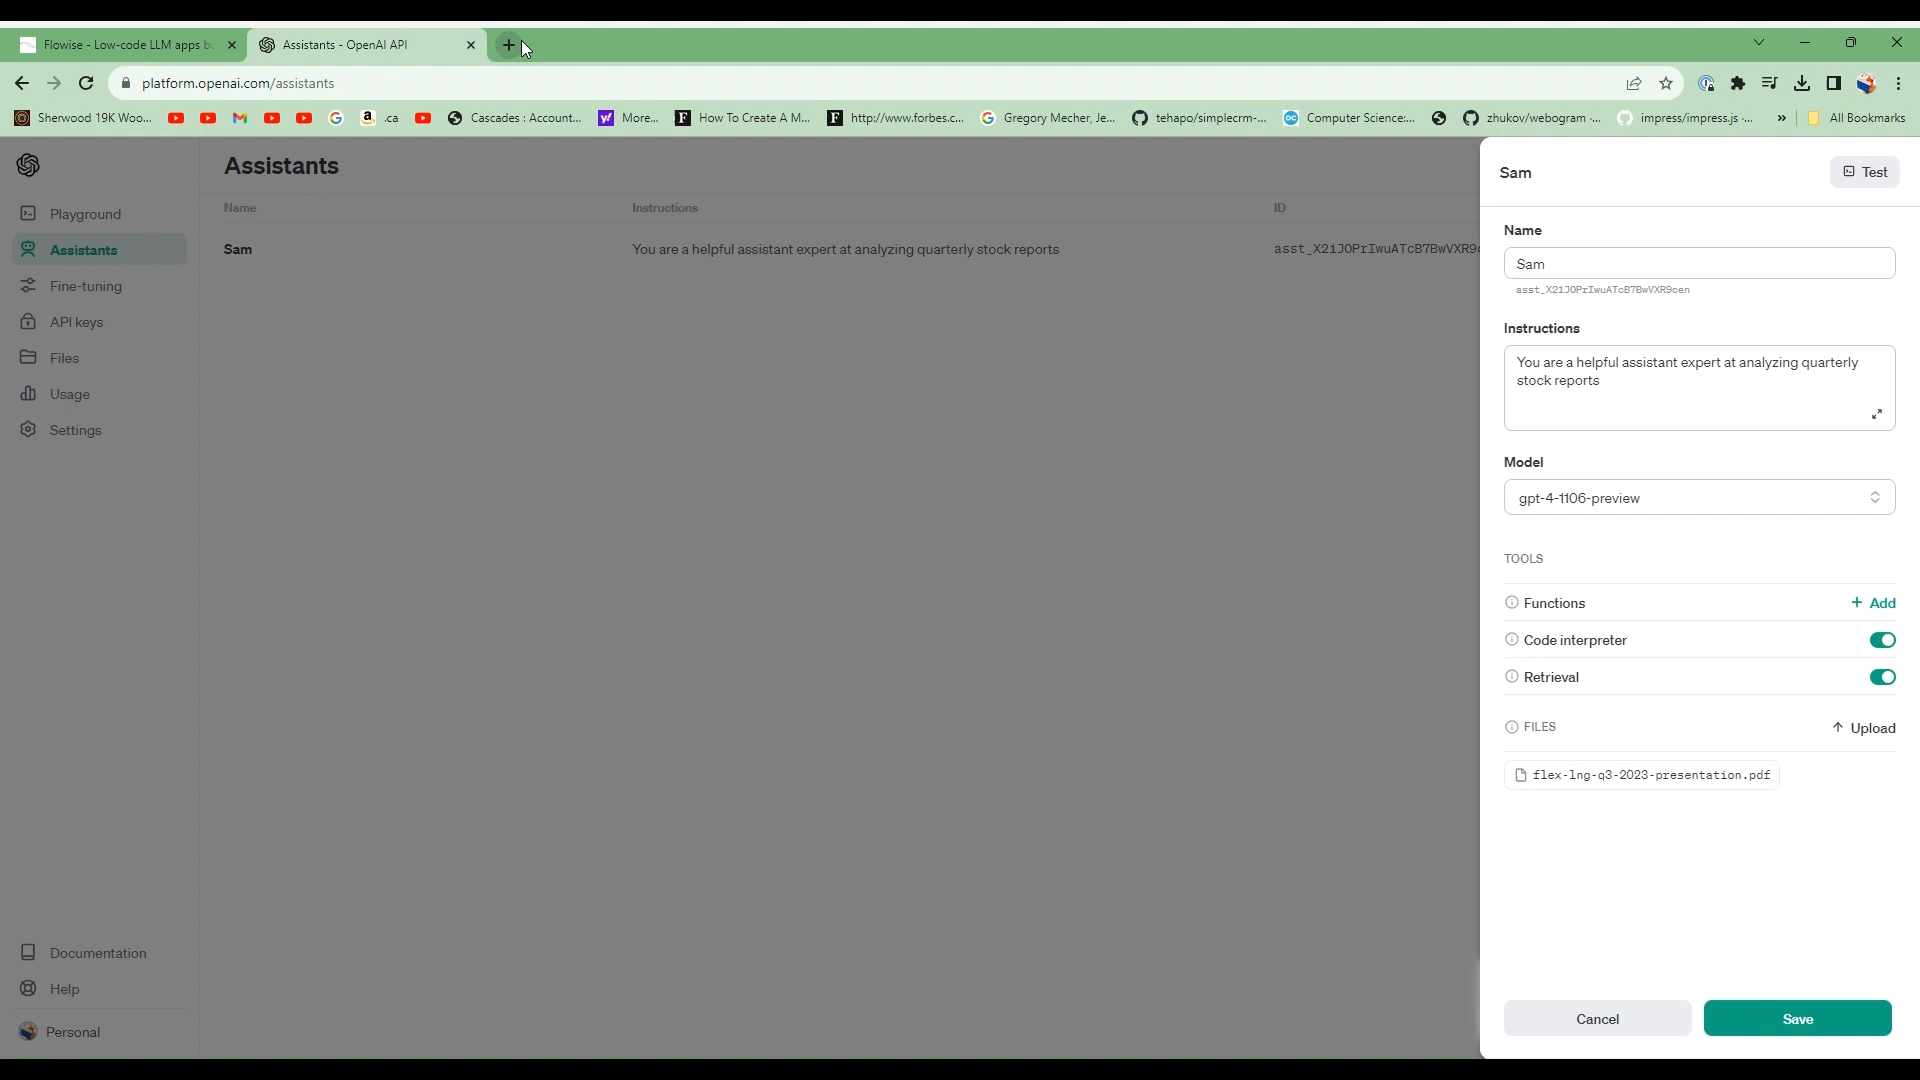 Flowise - Low-code LLM apps bu
Assistants - OpenAI API
platform.openai.com/assistants
Sherwood 19K Woo...
.ca
Cascades : Account...
More...
How To Create A M...
http://www.forbes.c...
Gregory Mecher, Je...
tehapo/simplecrm-...
Computer Science:...
zhukov/webogram ·...
impress/impress.js ·...
»
All Bookmarks
Assistants
Playground
Assistants
Fine-tuning
API keys
Files
Usage
Settings
Documentation
Help
Personal
Name
Instructions
ID
Sam
You are a helpful assistant expert at analyzing quarterly stock reports
asst_X21JOPrIwuATcB7BwVXR9c
Sam
Test
Name
Sam
asst_X21JOPrIwuATcB7BwVXR9cen
Instructions
You are a helpful assistant expert at analyzing quarterly
stock reports
Model
gpt-4-1106-preview
TOOLS
Functions
+ Add
Code interpreter
Retrieval
FILES
Upload
flex-lng-q3-2023-presentation.pdf
Cancel
Save